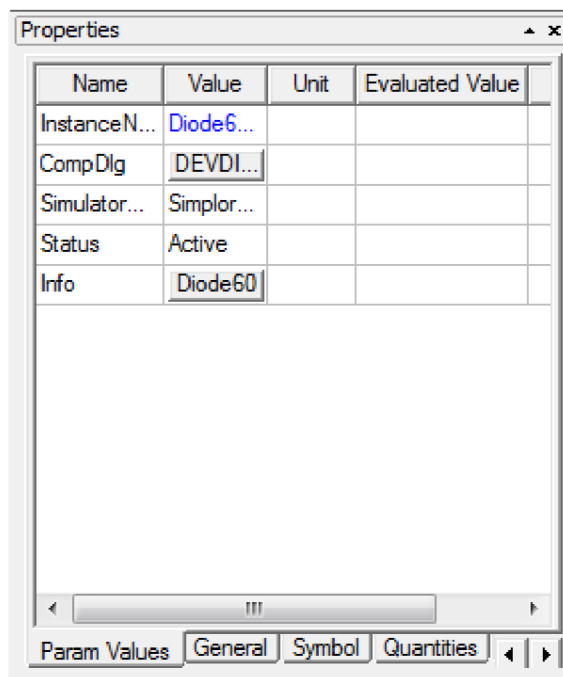 Properties
Name Value Unit Evaluated Value
InstanceN... Diode6...
CompDlg DEVDI...
Simulator... Simplor...
Status Active
Info Diode60
Param Values General Symbol Quantities